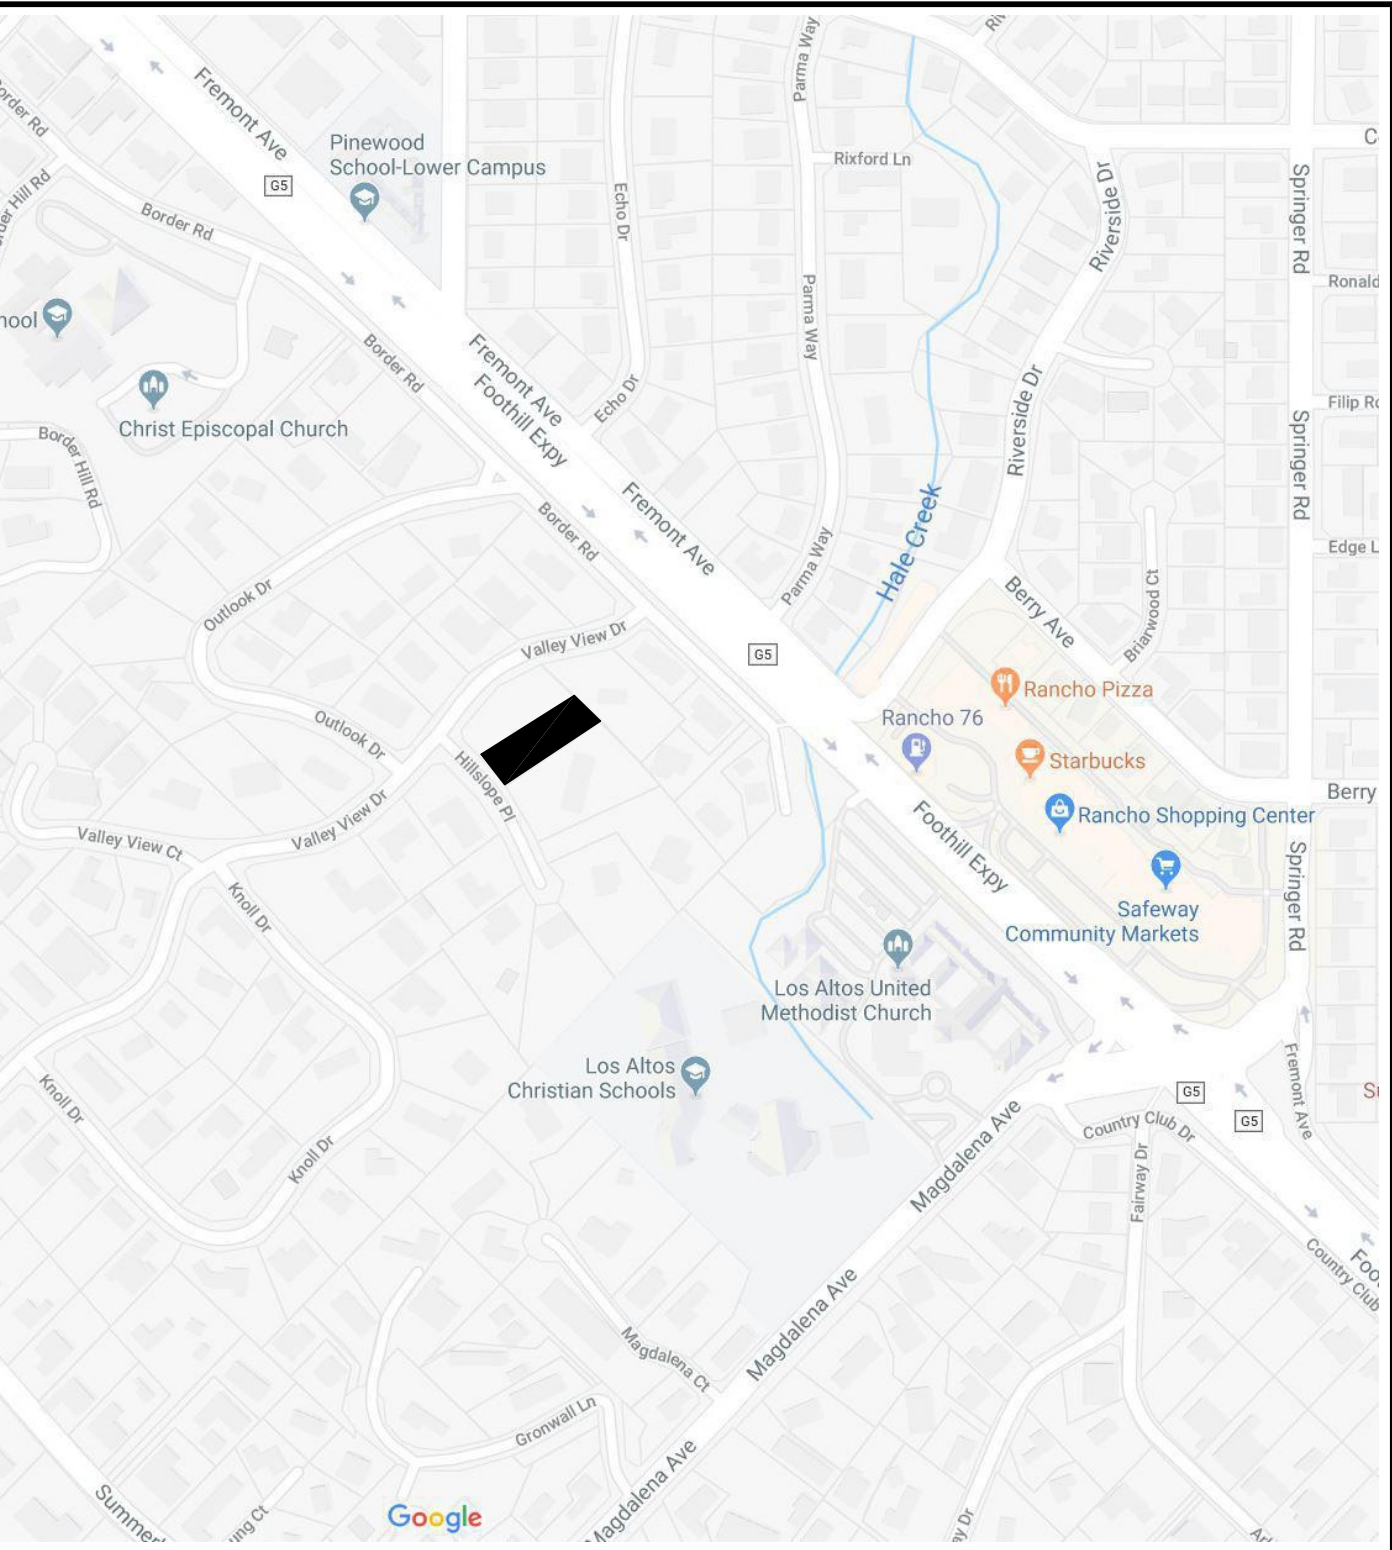 Parma Way
Fremont Ave
Border Rd
Pinewood
School-Lower Campus
Rixford Ln
G5
Border Rd
Echo Dr
Riverside Dr
Springer Rd
Parma Way
Ronald
Border Rd
Fremont Ave
Foothill Expy
Echo Dr
Christ Episcopal Church
Riverside Dr
Filip
Border Hill Rd
Springer Rd
Fremont Ave
Border Rd
Hale Creek
Edge
Outlook Dr
Parma Way
Berry Ave
Briarwood Ct
Valley View Dr
G5
Rancho Pizza
Rancho 76
Outlook Dr
Starbucks
Hillslope Pl
Berry
Rancho Shopping Center
Valley View Dr
Valley View Ct
Foothill Expy
Springer Rd
Knoll Dr
Safeway
Community Markets
Los Altos United
Methodist Church
Los Altos
Christian Schools
Fremont Ave
G5
G5
Knoll Dr
Country Club Dr
Magdalena Ave
Knoll Dr
Fairway Dr
Country Club
Magdalena Ave
Magdalena Ct
Gronwall Ln
Magdalena Ave
Google